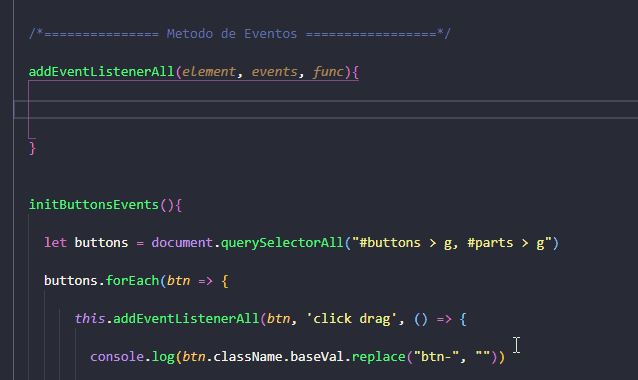 /*=============== Metodo de Eventos =================*/
addEventListenerAll(element, events, func){
}
initButtonsEvents(){
let buttons = document.querySelectorAll("#buttons > g, #parts > g")
buttons.forEach(btn => {
this.addEventListenerAll(btn, 'click drag', () => {
console.log(btn.className.baseVal.replace("btn-", ""))